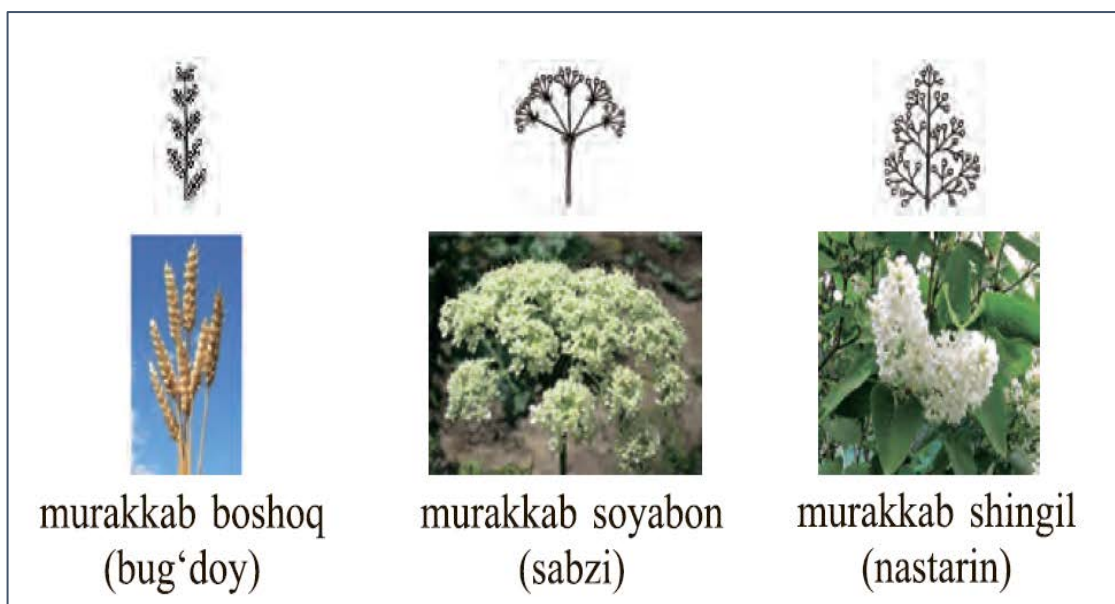 murakkab boshoq
(bug‘doy)
murakkab soyabon
(sabzi)
murakkab shingil
(nastarin)